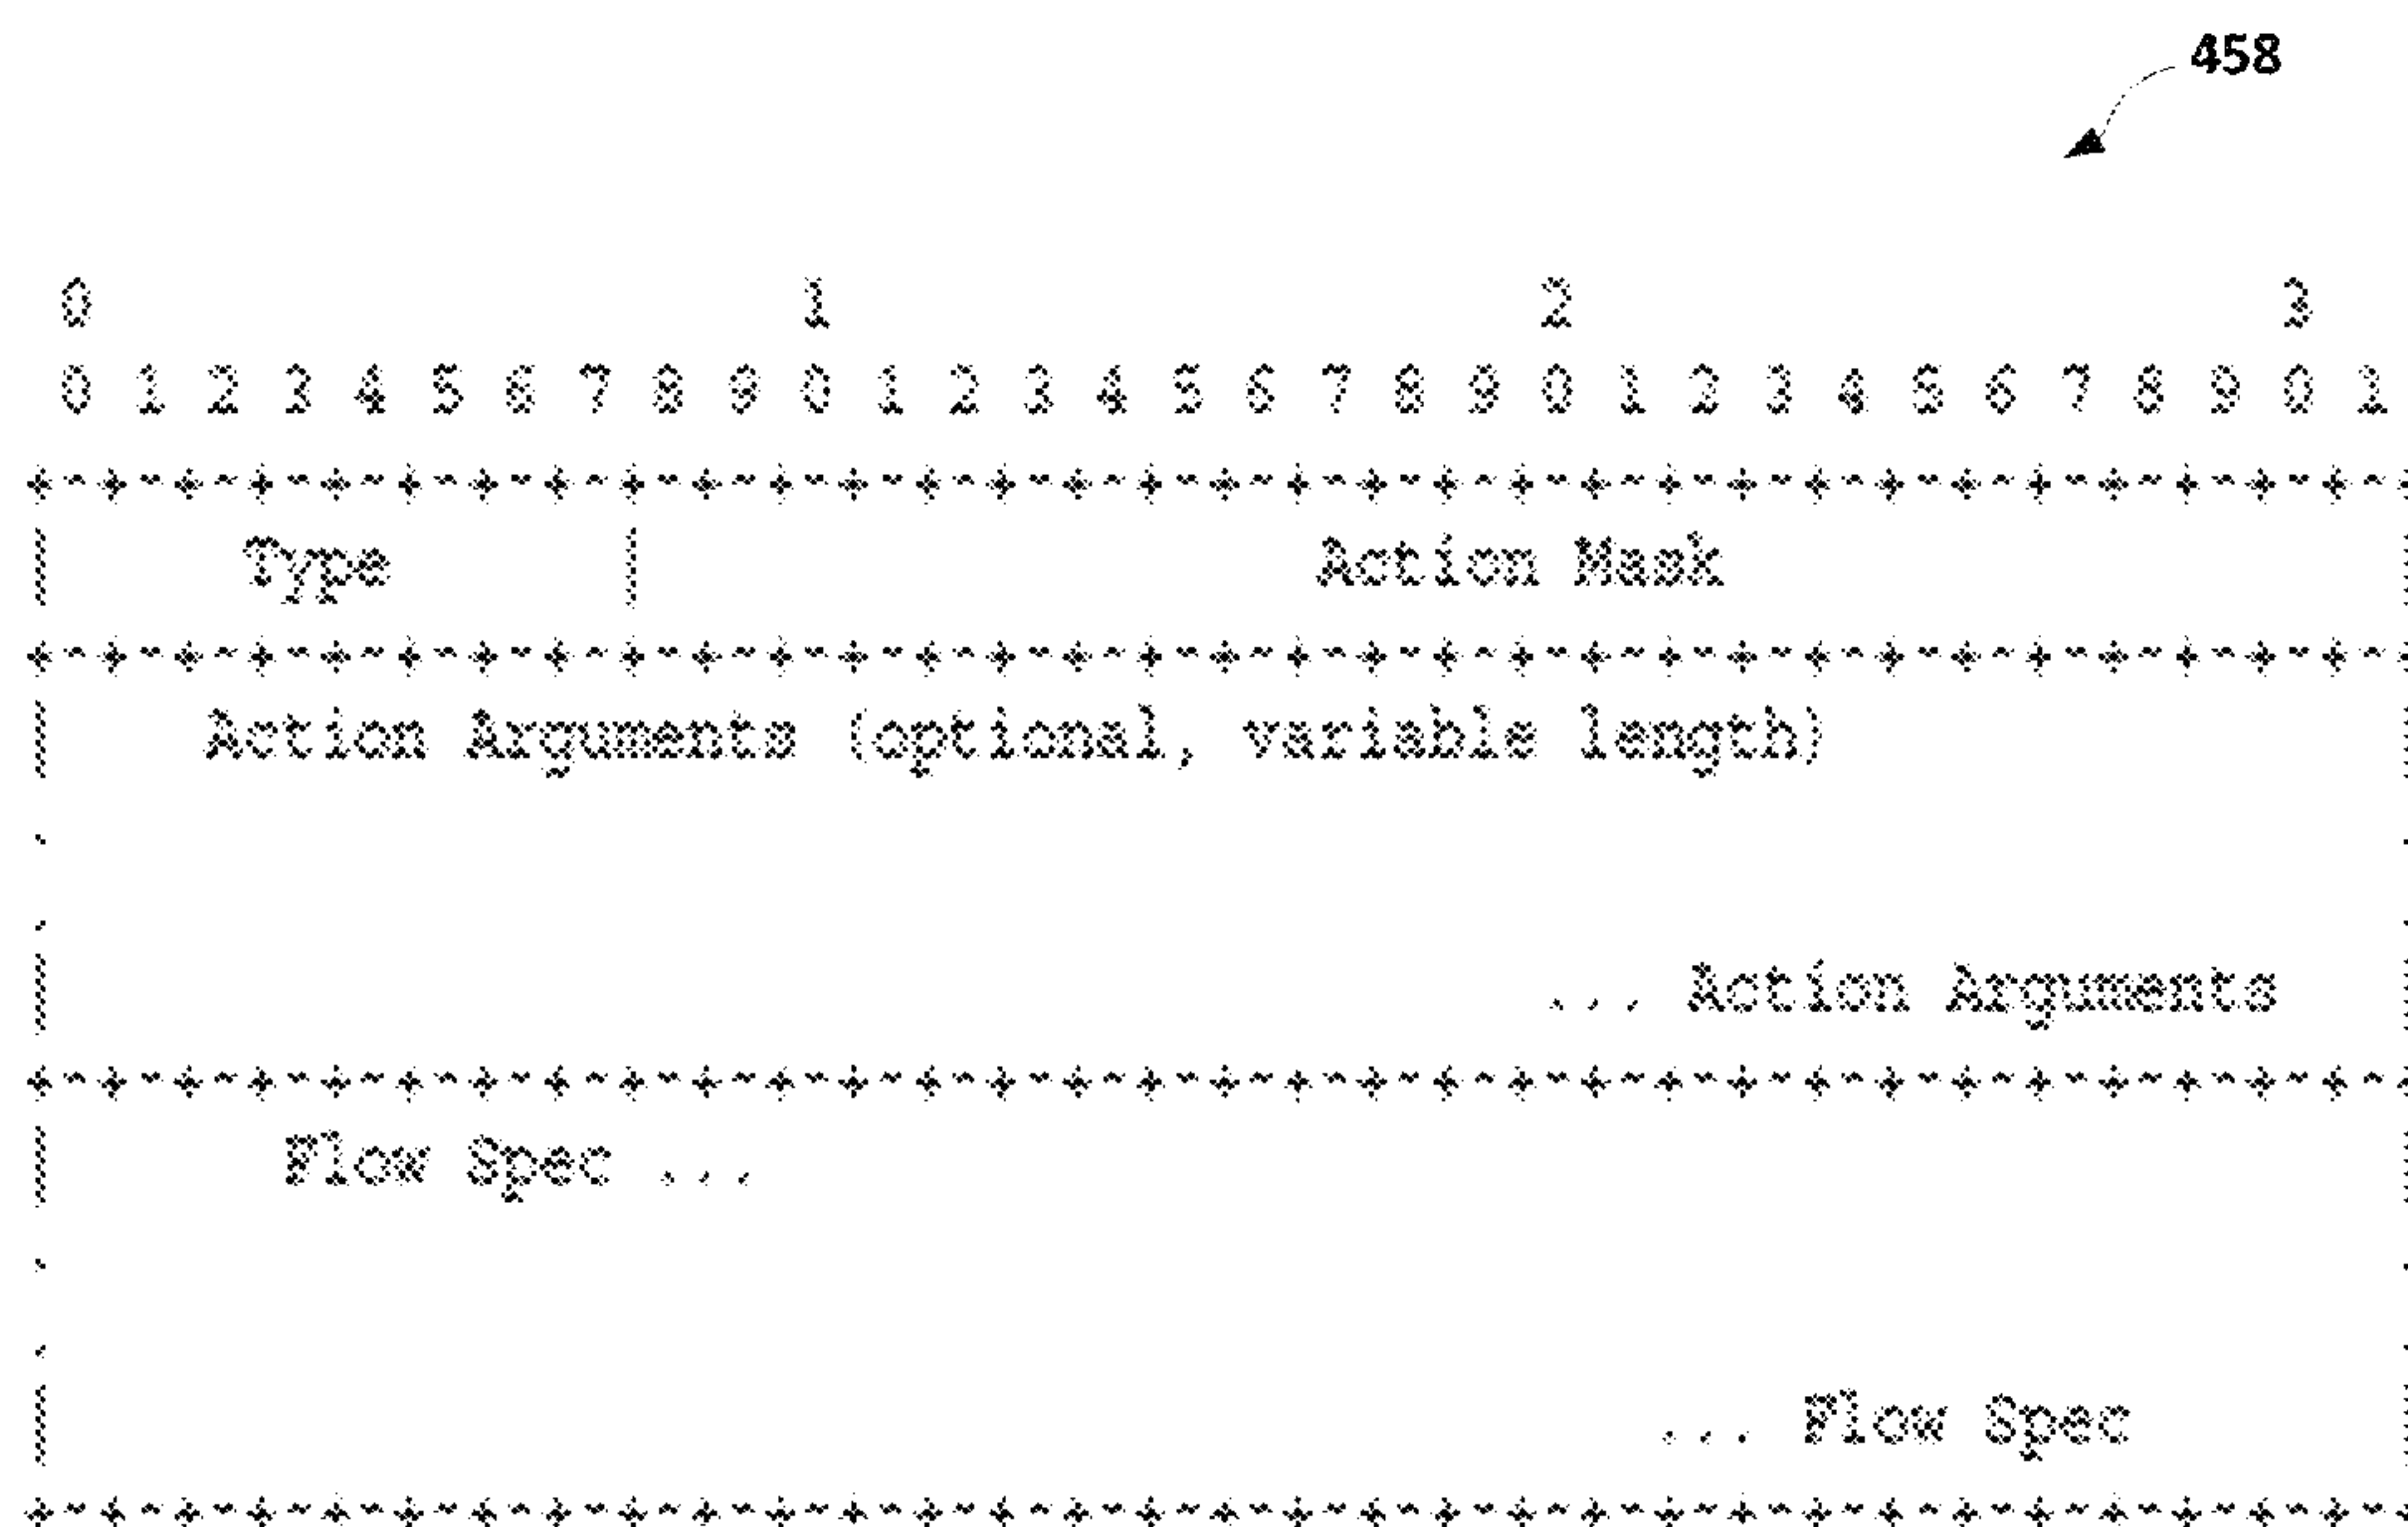 458
0 1 2 3
0 1 2 3 4 5 6 7 8 9 0 1 2 3 4 5 6 7 8 9 0 1 2 3 4 5 6 7 8 9 0 1
+-+-+-+-+-+-+-+-+-+-+-+-+-+-+-+-+-+-+-+-+-+-+-+-+-+-+-+-+-+-+-+-+
| Type | Action Mask |
+-+-+-+-+-+-+-+-+-+-+-+-+-+-+-+-+-+-+-+-+-+-+-+-+-+-+-+-+-+-+-+-+
| Action Arguments (optional, variable length) |
. .
. .
| ... Action Arguments |
+-+-+-+-+-+-+-+-+-+-+-+-+-+-+-+-+-+-+-+-+-+-+-+-+-+-+-+-+-+-+-+-+
| Flow Spec ... |
. .
. .
| ... Flow Spec |
+-+-+-+-+-+-+-+-+-+-+-+-+-+-+-+-+-+-+-+-+-+-+-+-+-+-+-+-+-+-+-+-+